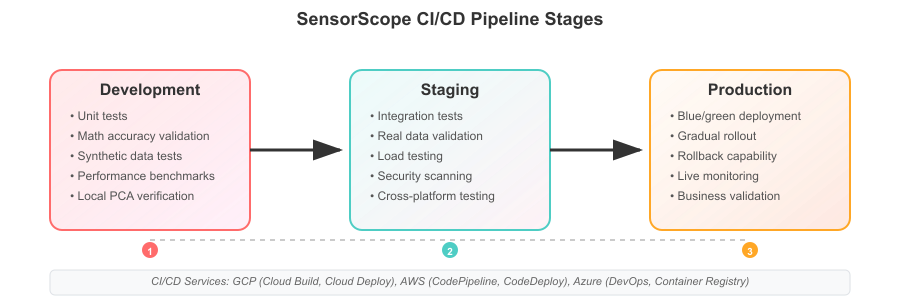 SensorScope CI/CD Pipeline Stages
Development
• Unit tests
• Math accuracy validation
• Synthetic data tests
• Performance benchmarks
• Local PCA verification
Staging
• Integration tests
• Real data validation
• Load testing
• Security scanning
• Cross-platform testing
Production
• Blue/green deployment
• Gradual rollout
• Rollback capability
• Live monitoring
• Business validation
1
2
3
CI/CD Services: GCP (Cloud Build, Cloud Deploy), AWS (CodePipeline, CodeDeploy), Azure (DevOps, Container Registry)